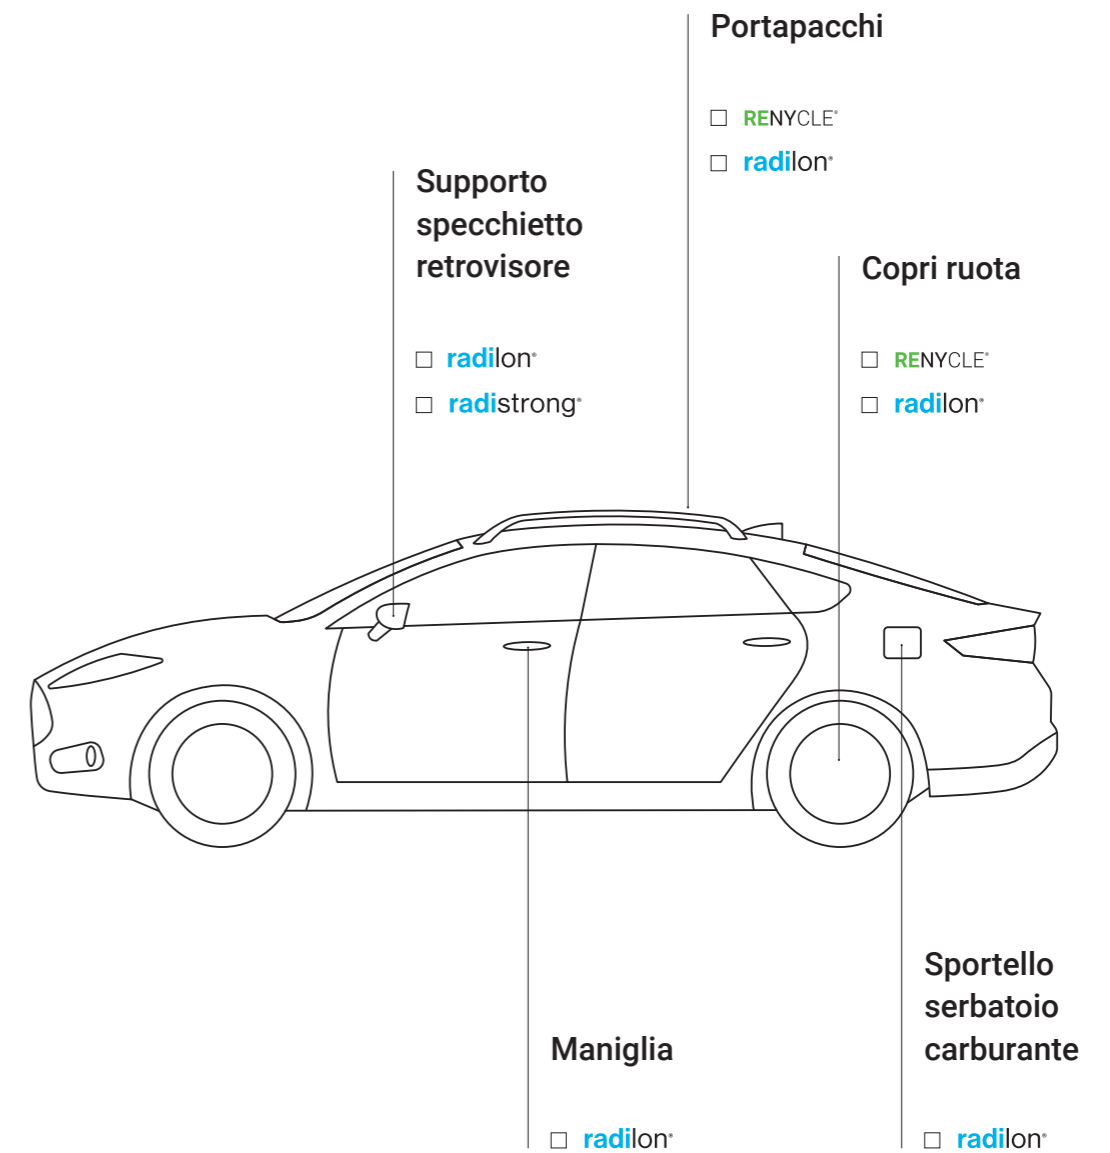 Portapacchi
☐ RENYCLE®
☐ radilon®
Supporto
specchietto
retrovisore
☐ radilon®
☐ radistrong®
Copri ruota
☐ RENYCLE®
☐ radilon®
Maniglia
☐ radilon®
Sportello
serbatoio
carburante
☐ radilon®